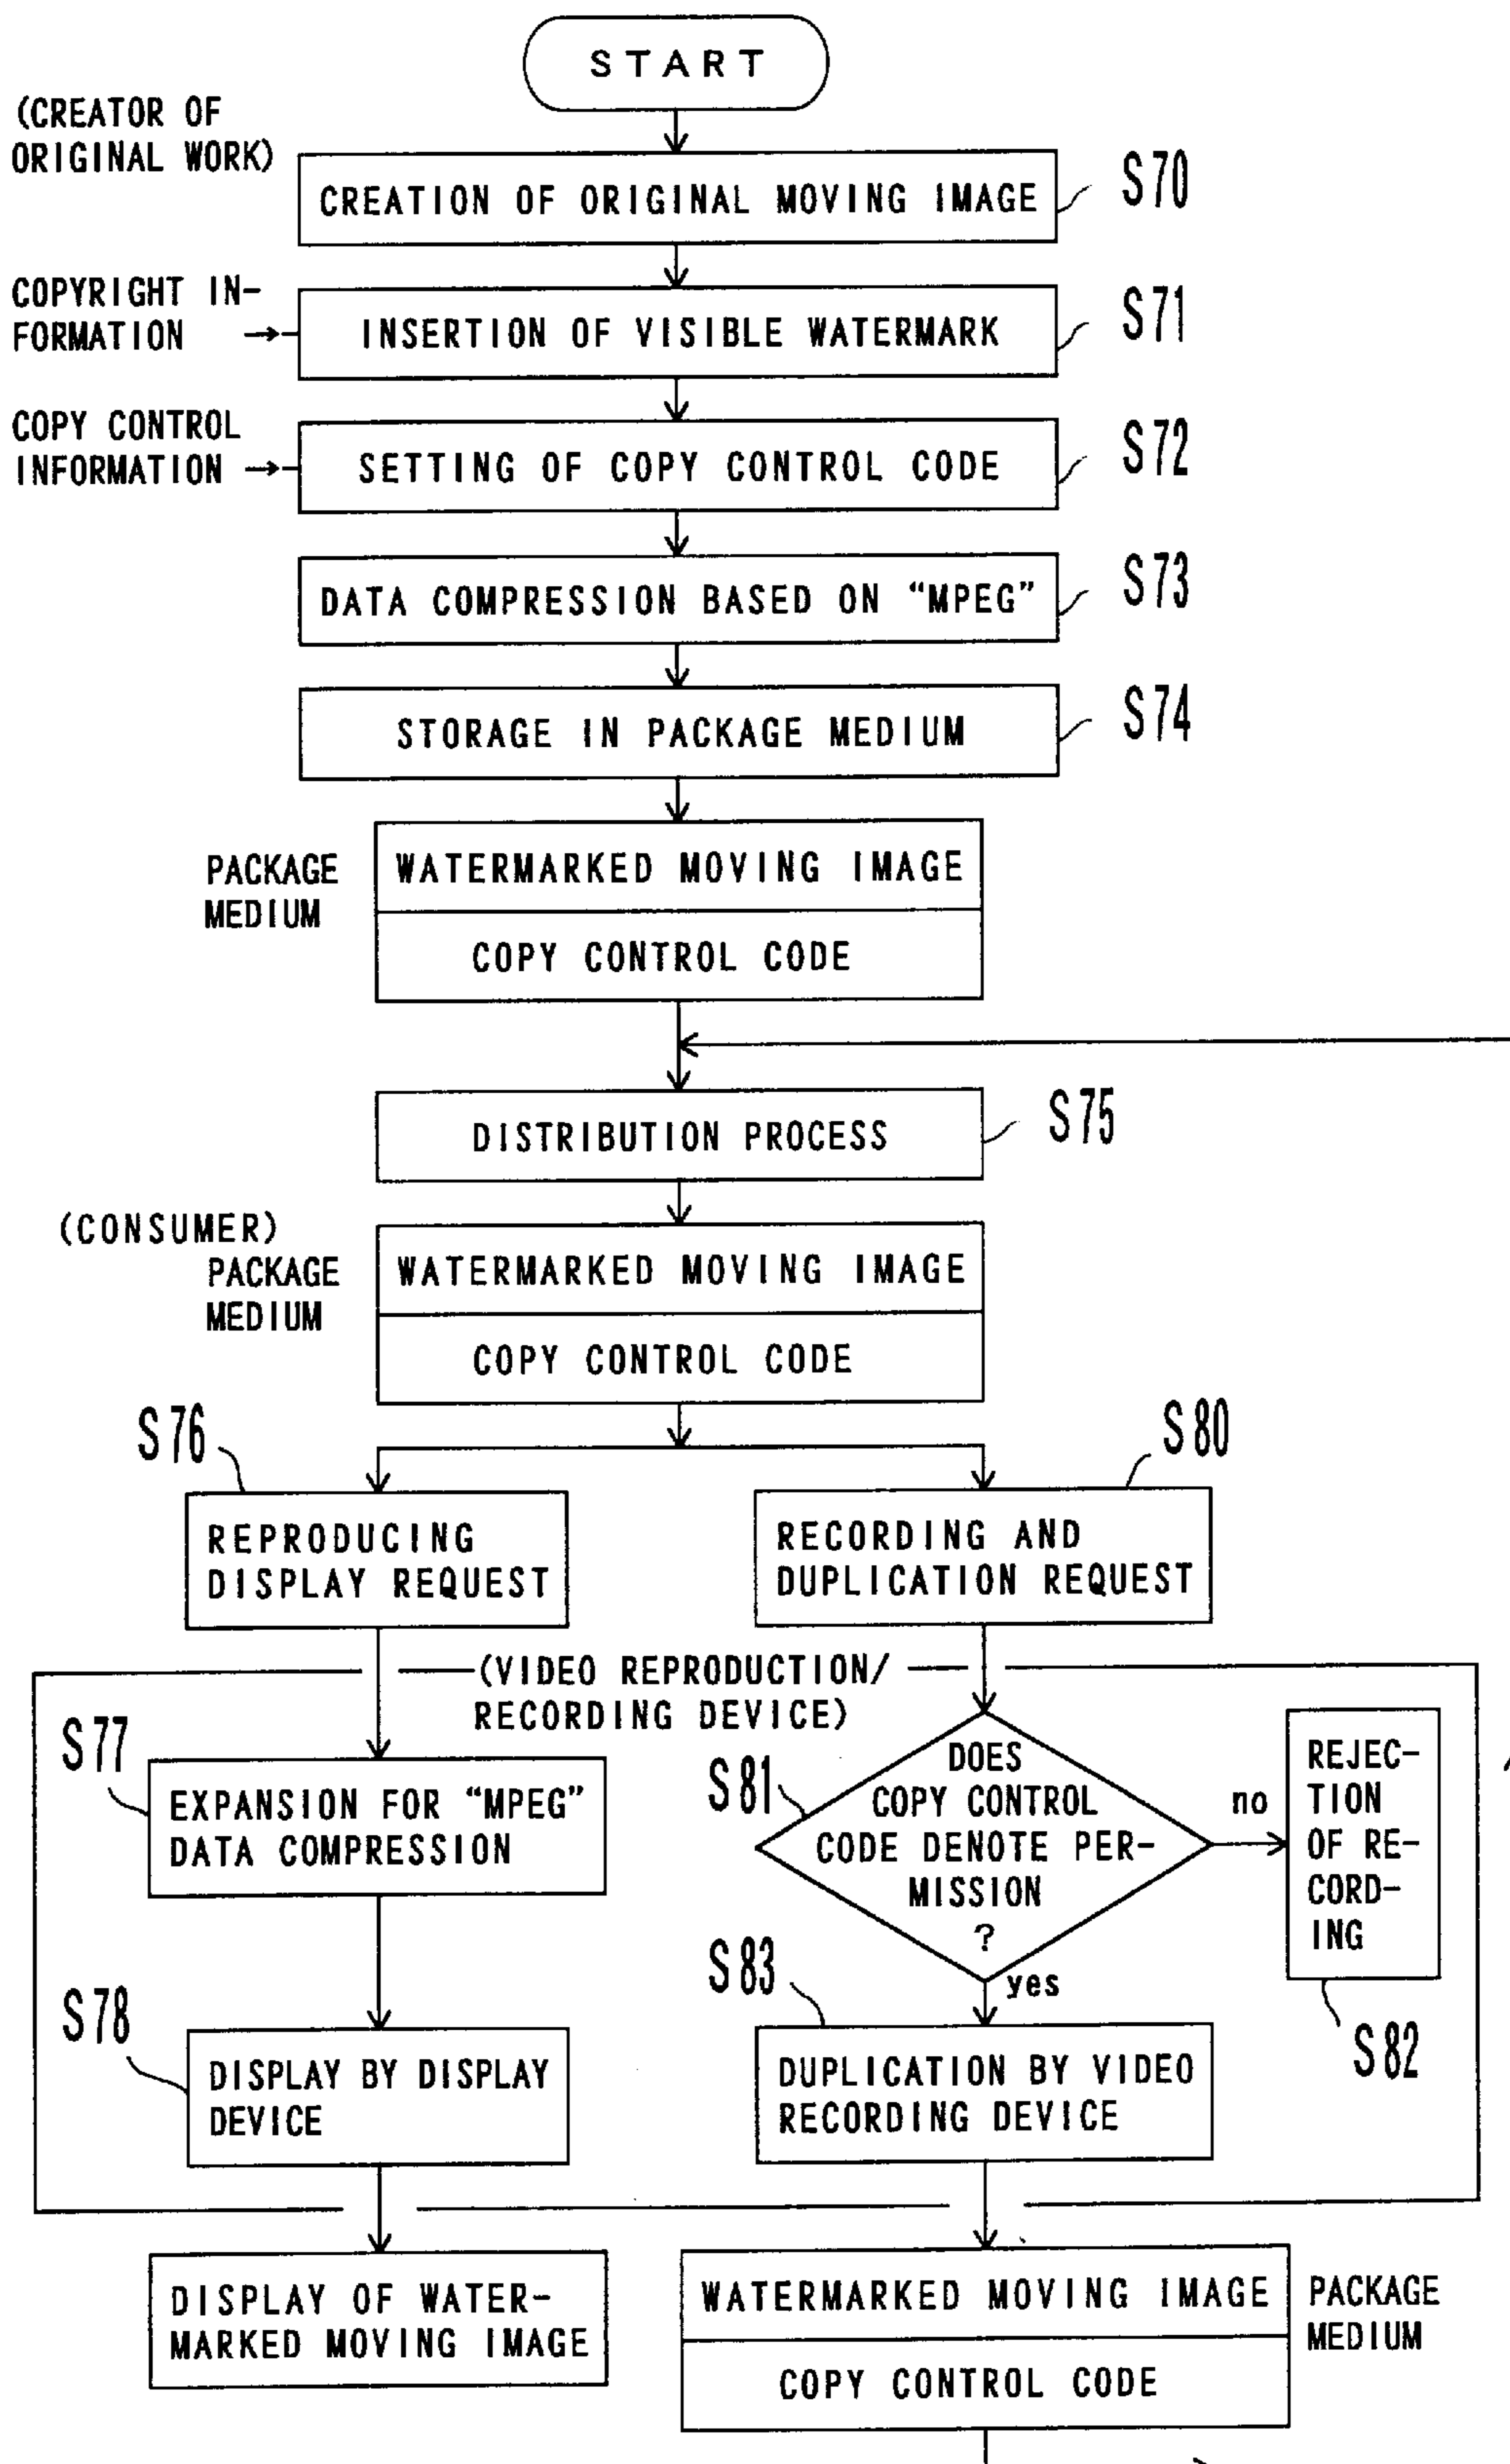 START
(CREATOR OF
ORIGINAL WORK)
CREATION OF ORIGINAL MOVING IMAGE
S70
COPYRIGHT IN-
FORMATION
INSERTION OF VISIBLE WATERMARK
S71
COPY CONTROL
INFORMATION
SETTING OF COPY CONTROL CODE
S72
DATA COMPRESSION BASED ON “MPEG”
S73
STORAGE IN PACKAGE MEDIUM
S74
PACKAGE
MEDIUM
WATERMARKED MOVING IMAGE
COPY CONTROL CODE
DISTRIBUTION PROCESS
S75
(CONSUMER)
PACKAGE
MEDIUM
WATERMARKED MOVING IMAGE
COPY CONTROL CODE
S76
REPRODUCING
DISPLAY REQUEST
S80
RECORDING AND
DUPLICATION REQUEST
(VIDEO REPRODUCTION/
RECORDING DEVICE)
S77
EXPANSION FOR “MPEG”
DATA COMPRESSION
S81
DOES
COPY CONTROL
CODE DENOTE PER-
MISSION
?
no
REJEC-
TION
OF RE-
CORD-
ING
S82
yes
S78
DISPLAY BY DISPLAY
DEVICE
S83
DUPLICATION BY VIDEO
RECORDING DEVICE
DISPLAY OF WATER-
MARKED MOVING IMAGE
WATERMARKED MOVING IMAGE
COPY CONTROL CODE
PACKAGE
MEDIUM